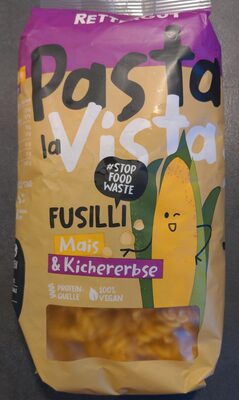 RETTERGUT
Pasta
la
Vista
#STOP
FOOD
WASTE
FUSILLI
Mais
& Kichererbse
PROTEIN-
QUELLE
100%
VEGAN